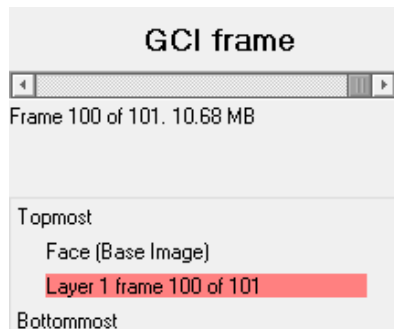 GCI frame
Frame 100 of 101. 10.68 MB
Topmost
Face (Base Image)
Layer 1 frame 100 of 101
Bottommost